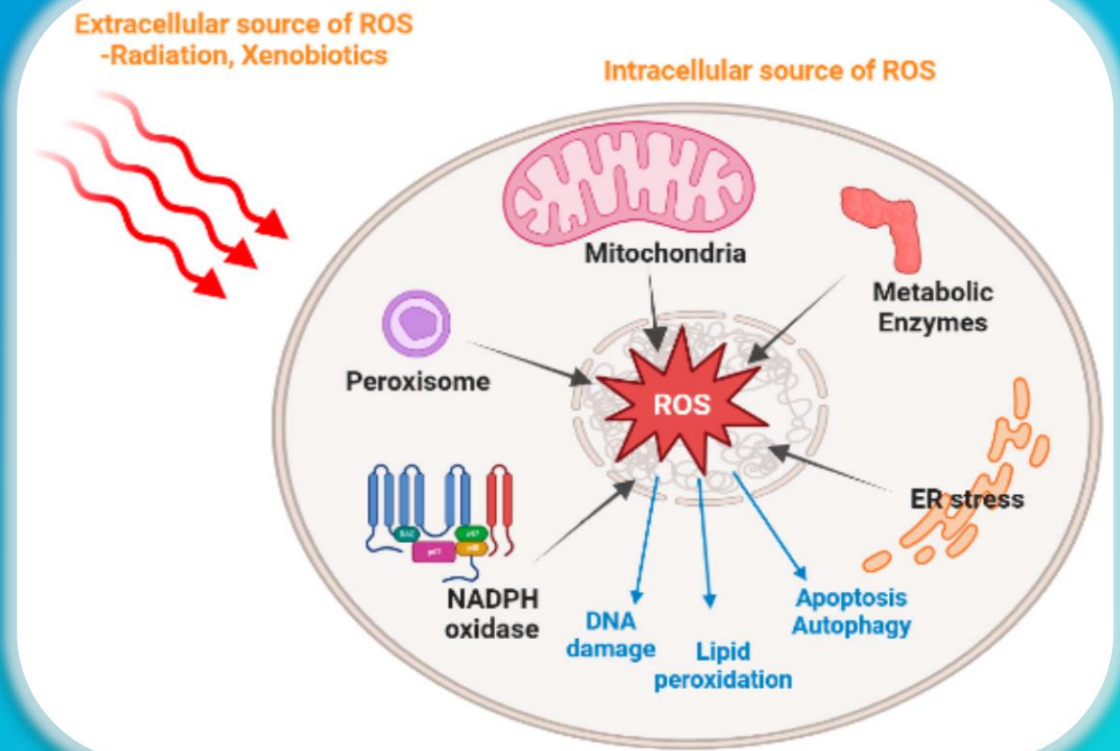 Extracellular source of ROS
-Radiation, Xenobiotics
Intracellular source of ROS
Mitochondria
Metabolic
Enzymes
Peroxisome
ROS
ER stress
NADPH
oxidase
DNA
damage
Lipid
peroxidation
Apoptosis
Autophagy